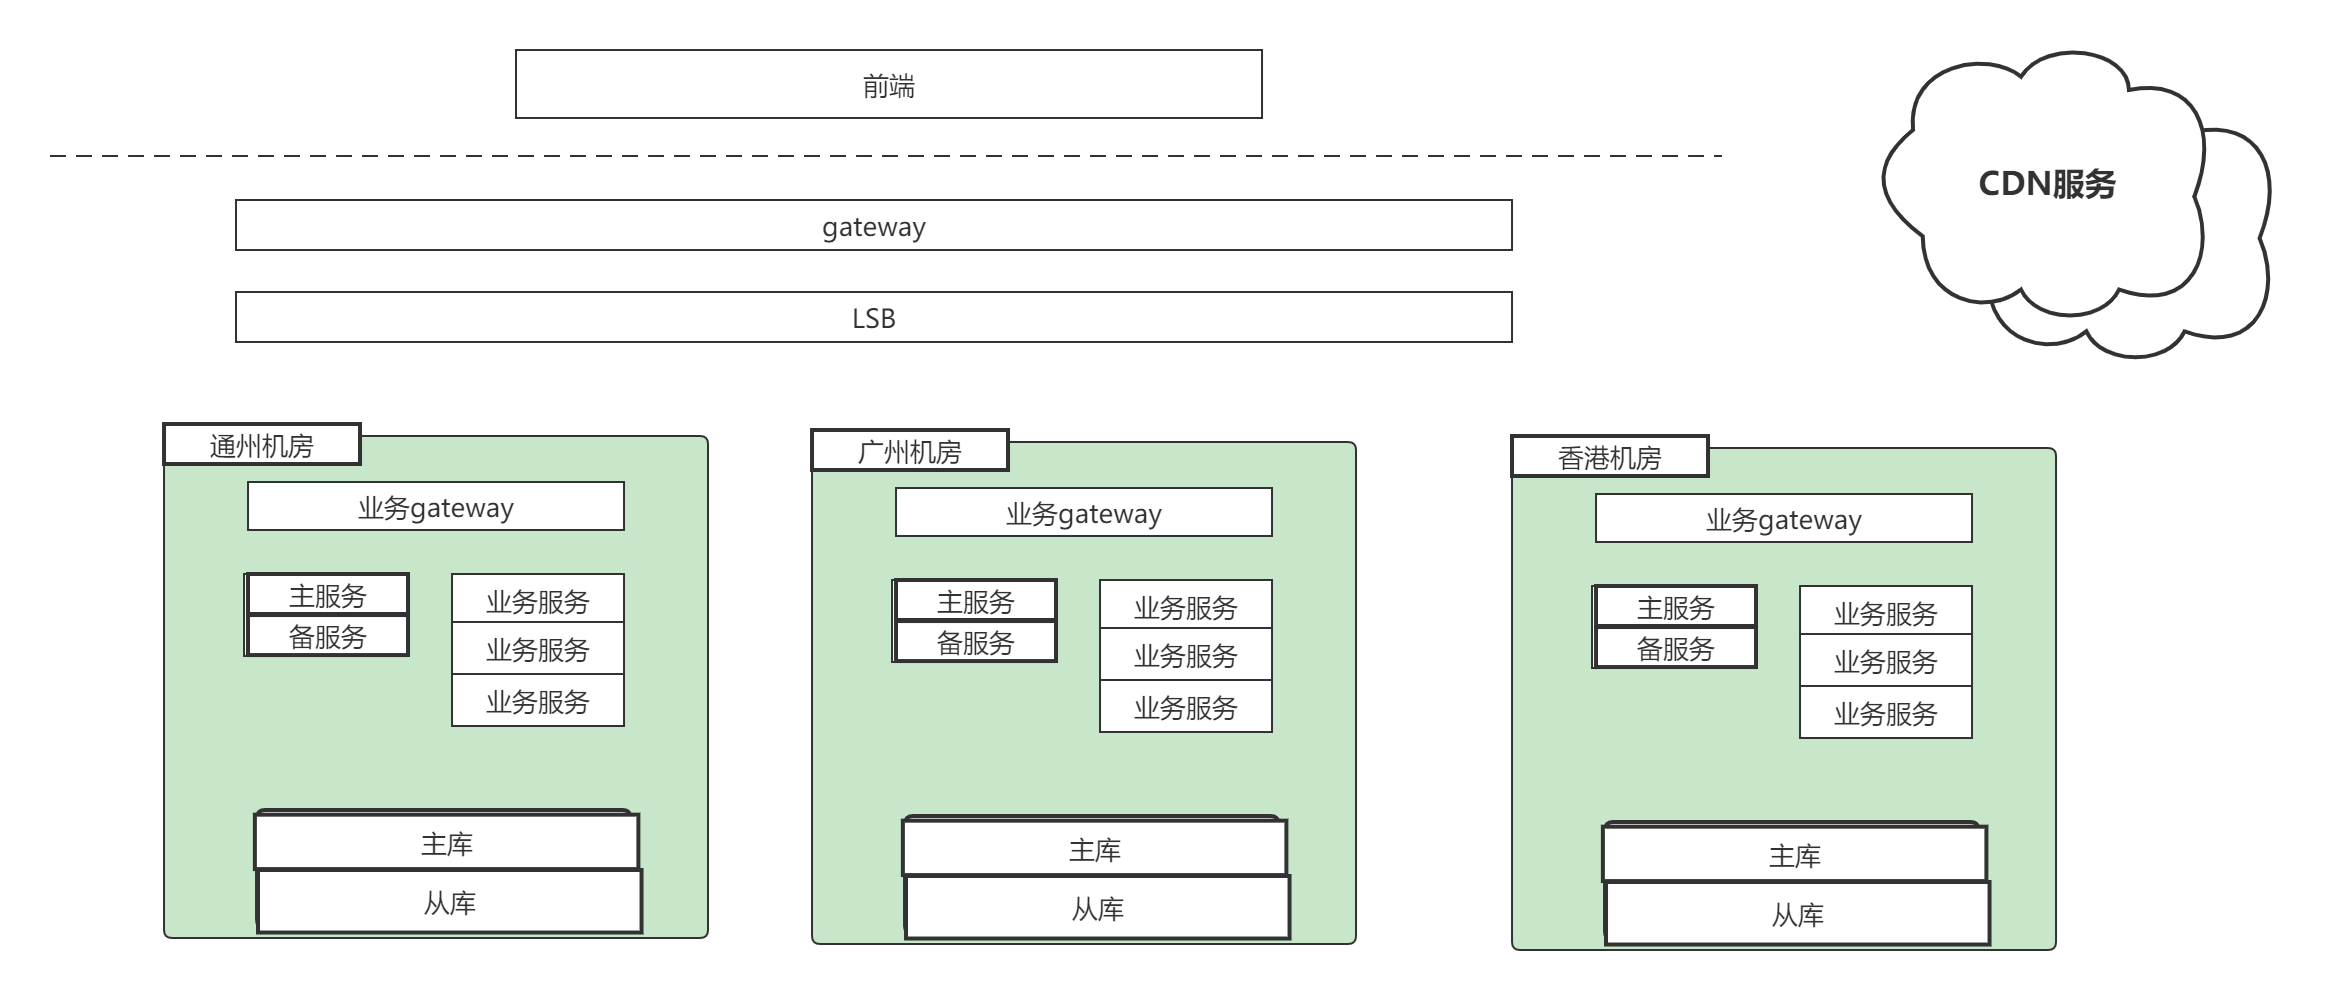 前端
CDN服务
gateway
LSB
通州机房
业务gateway
主服务
备服务
业务服务
业务服务
业务服务
主库
从库
广州机房
业务gateway
主服务
备服务
业务服务
业务服务
业务服务
主库
从库
香港机房
业务gateway
主服务
备服务
业务服务
业务服务
业务服务
主库
从库